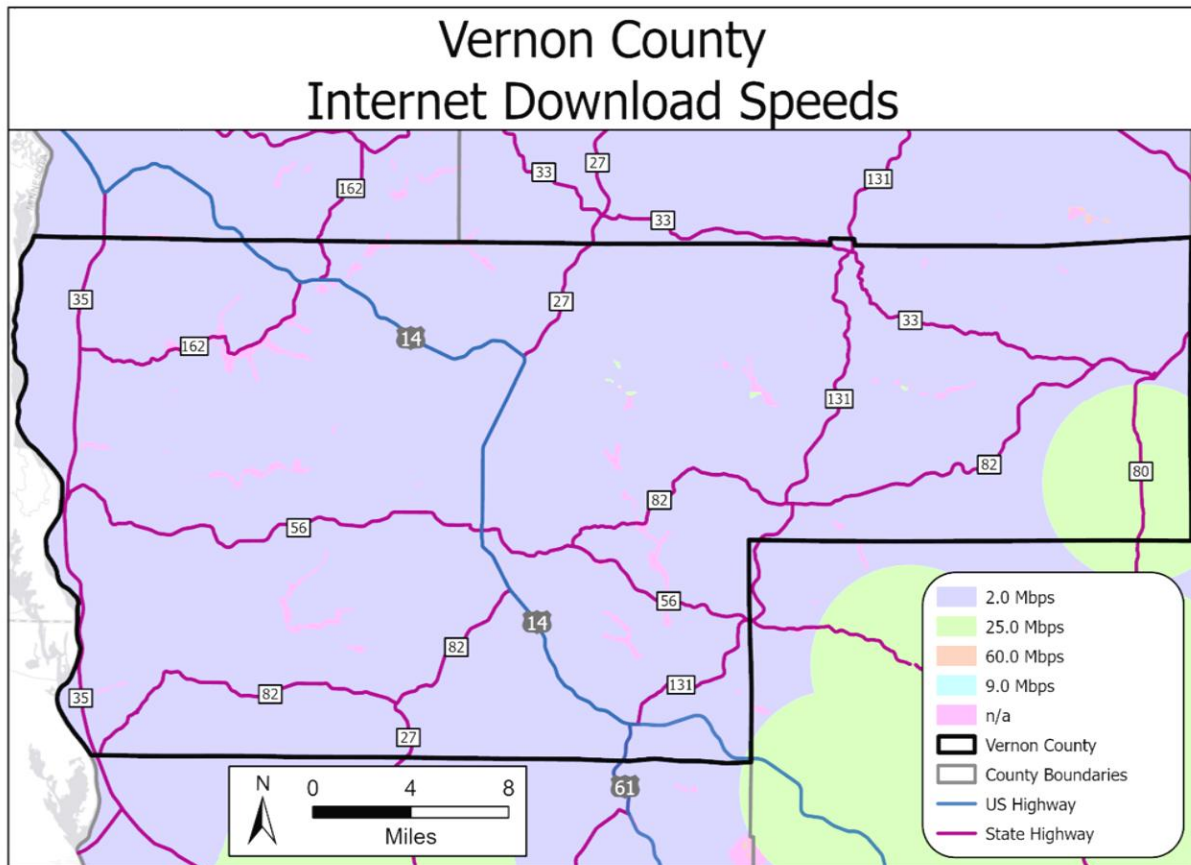 Vernon County
Internet Download Speeds
MINNESOTA
162
33
27
131
33
35
27
33
162
14
131
82
80
82
56
56
14
82
82
131
35
27
61
N
0 4 8
Miles
2.0 Mbps
25.0 Mbps
60.0 Mbps
9.0 Mbps
n/a
Vernon County
County Boundaries
US Highway
State Highway